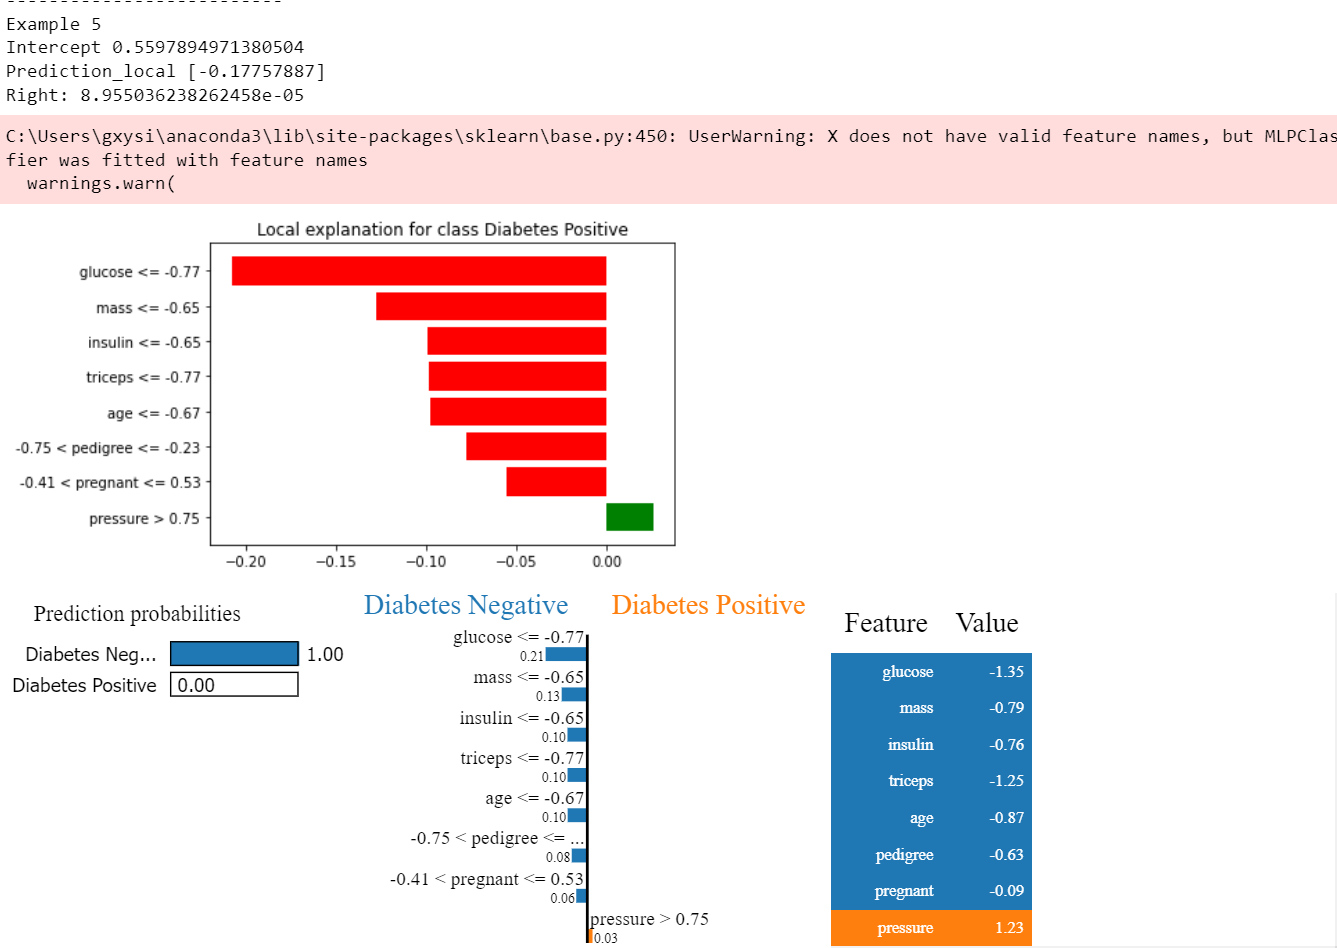 ---------------------------
Example 5
Intercept 0.5597894971380504
Prediction_local [-0.17757887]
Right: 8.955036238262458e-05
C:\Users\gxysi\anaconda3\lib\site-packages\sklearn\base.py:450: UserWarning: X does not have valid feature names, but MLPClas
fier was fitted with feature names
warnings.warn(
Local explanation for class Diabetes Positive
glucose <= -0.77
mass <= -0.65
insulin <= -0.65
triceps <= -0.77
age <= -0.67
-0.75 < pedigree <= -0.23
-0.41 < pregnant <= 0.53
pressure > 0.75
−0.20 −0.15 −0.10 −0.05 0.00
Prediction probabilities
Diabetes Neg... 1.00
Diabetes Positive 0.00
Diabetes Negative Diabetes Positive
glucose <= -0.77
0.21
mass <= -0.65
0.13
insulin <= -0.65
0.10
triceps <= -0.77
0.10
age <= -0.67
0.10
-0.75 < pedigree <= ...
0.08
-0.41 < pregnant <= 0.53
0.06
pressure > 0.75
0.03
Feature Value
glucose -1.35
mass -0.79
insulin -0.76
triceps -1.25
age -0.87
pedigree -0.63
pregnant -0.09
pressure 1.23